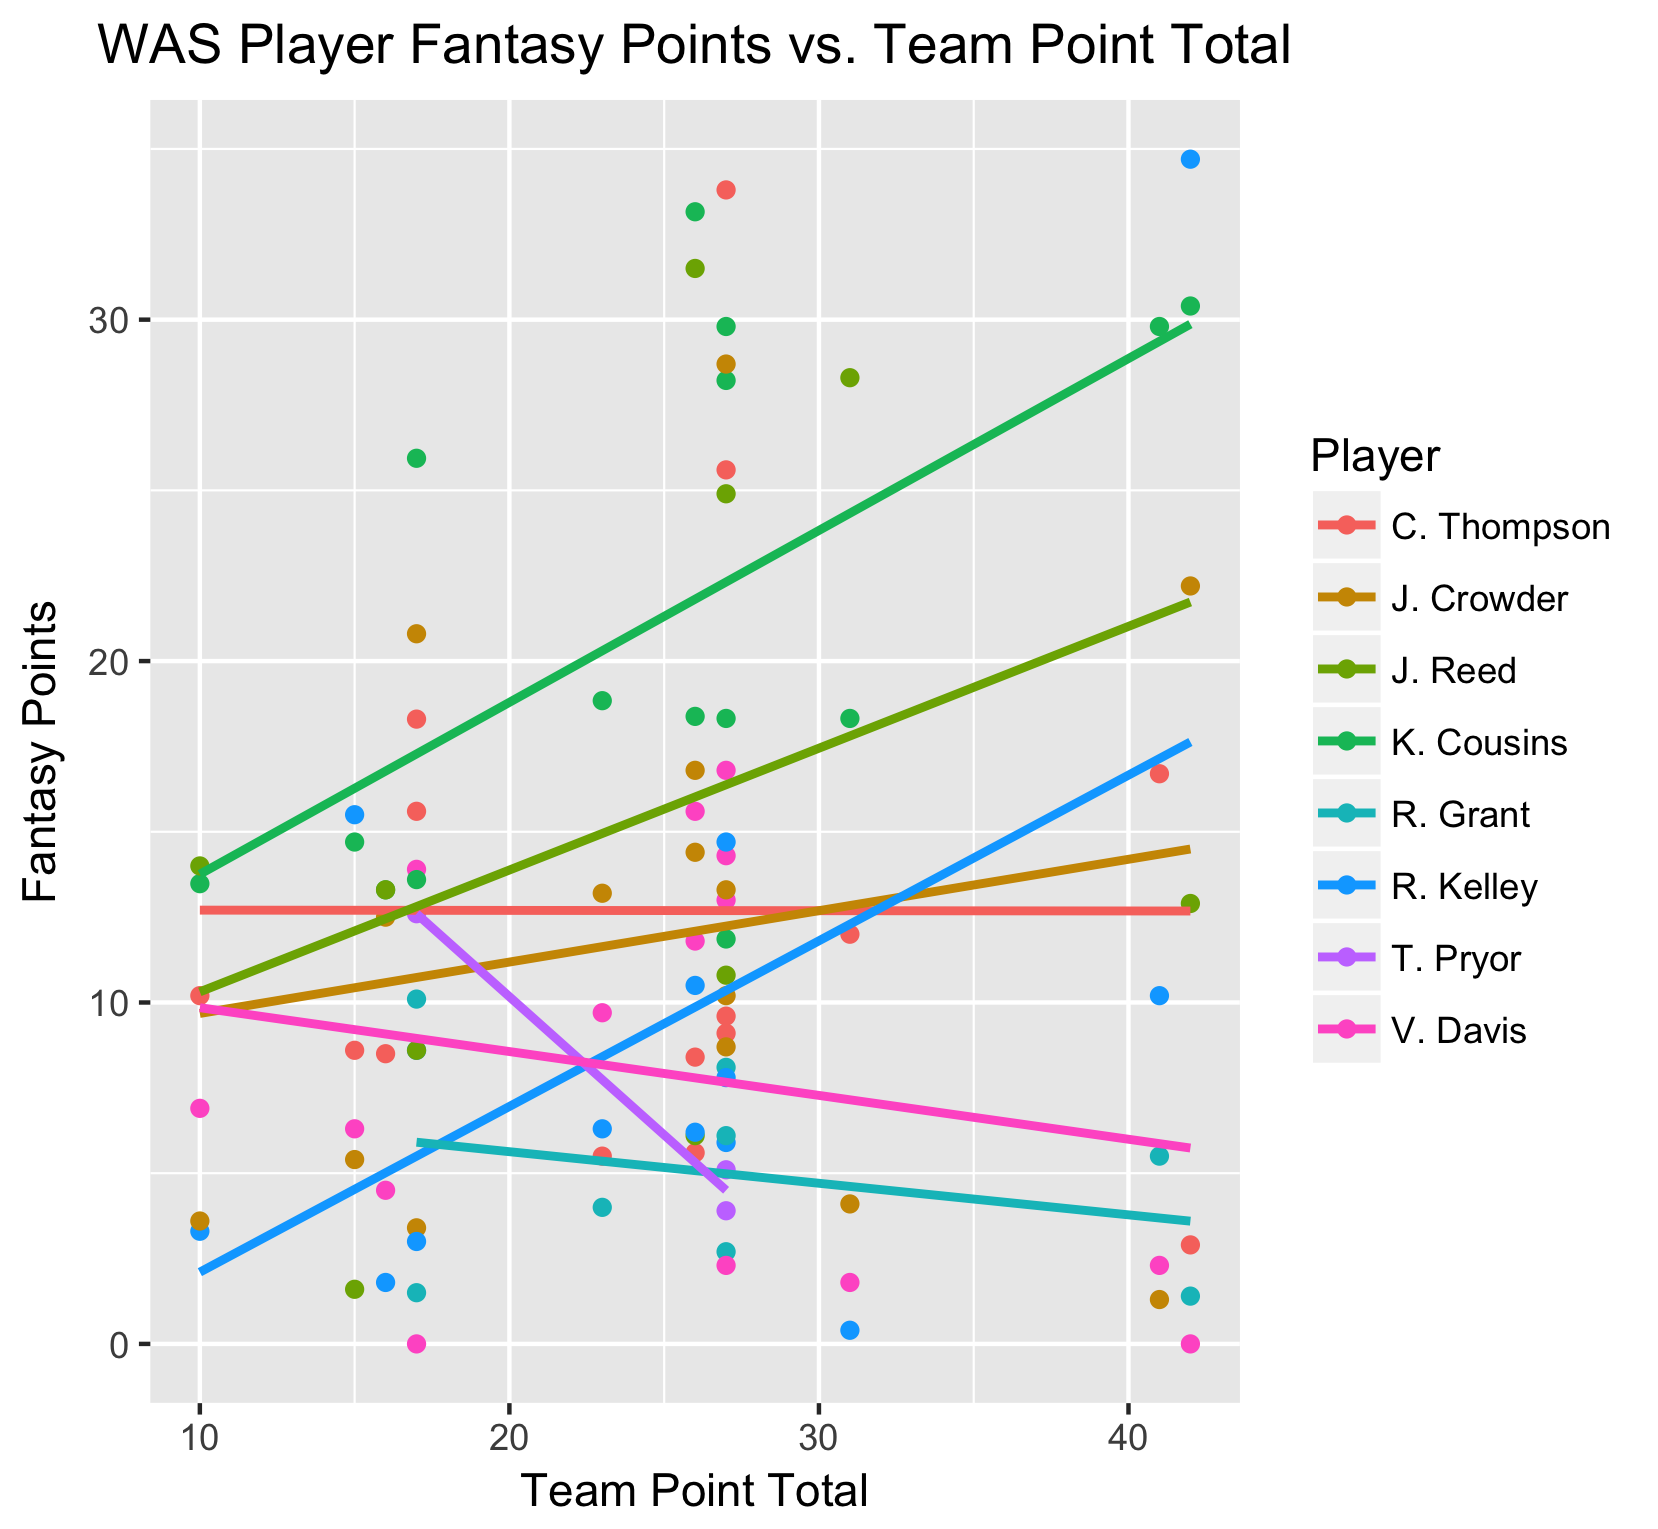 WAS Player Fantasy Points vs. Team Point Total
Fantasy Points
30
20
10
0
10 20 30 40
Team Point Total
Player
C. Thompson
J. Crowder
J. Reed
K. Cousins
R. Grant
R. Kelley
T. Pryor
V. Davis